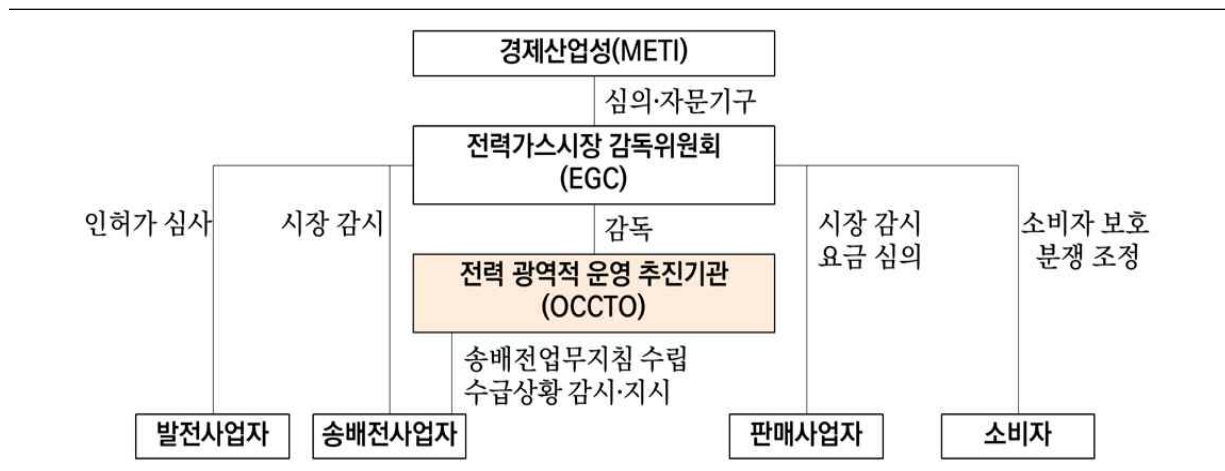 경제산업성(METI)
심의·자문기구
전력가스시장 감독위원회
(EGC)
인허가 심사
시장 감시
감독
시장 감시
요금 심의
소비자 보호
분쟁 조정
전력 광역적 운영 추진기관
(OCCTO)
송배전업무지침 수립
수급상황 감시·지시
발전사업자
송배전사업자
판매사업자
소비자